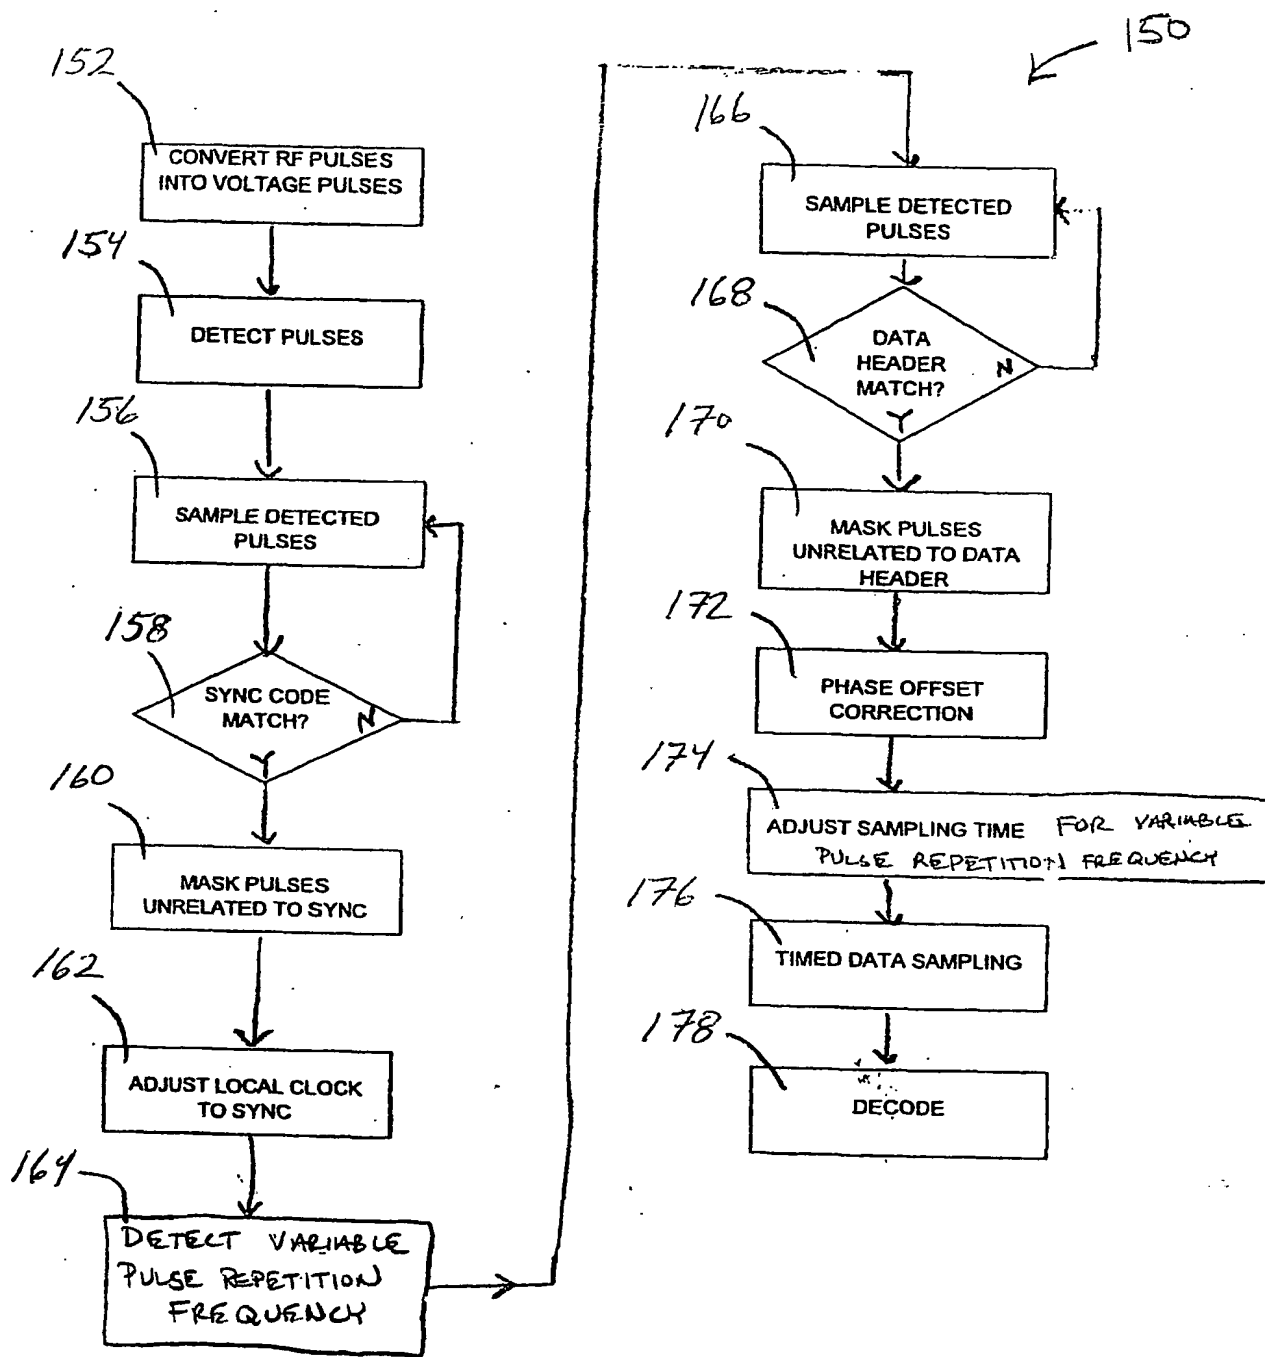 150
152
CONVERT RF PULSES
INTO VOLTAGE PULSES
154
DETECT PULSES
156
SAMPLE DETECTED
PULSES
158
SYNC CODE
MATCH?
N
Y
160
MASK PULSES
UNRELATED TO SYNC
162
ADJUST LOCAL CLOCK
TO SYNC
164
DETECT VARIABLE
PULSE REPETITION
FREQUENCY
166
SAMPLE DETECTED
PULSES
168
DATA
HEADER
MATCH?
N
Y
170
MASK PULSES
UNRELATED TO DATA
HEADER
172
PHASE OFFSET
CORRECTION
174
ADJUST SAMPLING TIME FOR VARIABLE
PULSE REPETITION FREQUENCY
176
TIMED DATA SAMPLING
178
DECODE